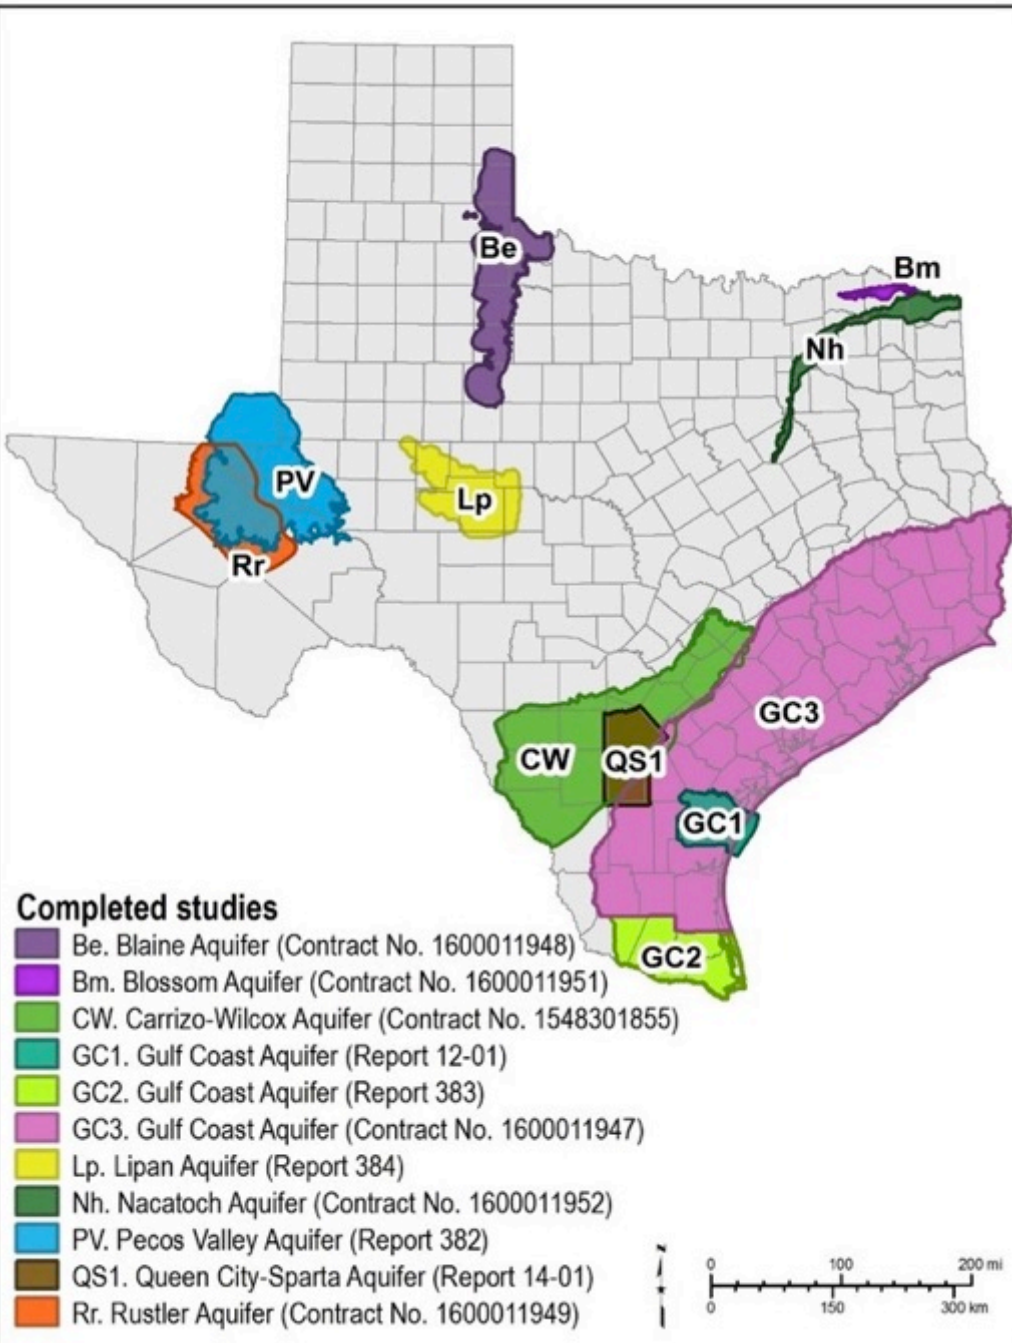 Be
Bm
Nh
PV
Lp
Rr
GC3
CW
QS1
GC1
GC2
Completed studies
Be. Blaine Aquifer (Contract No. 1600011948)
Bm. Blossom Aquifer (Contract No. 1600011951)
CW. Carrizo-Wilcox Aquifer (Contract No. 1548301855)
GC1. Gulf Coast Aquifer (Report 12-01)
GC2. Gulf Coast Aquifer (Report 383)
GC3. Gulf Coast Aquifer (Contract No. 1600011947)
Lp. Lipan Aquifer (Report 384)
Nh. Nacatoch Aquifer (Contract No. 1600011952)
PV. Pecos Valley Aquifer (Report 382)
QS1. Queen City-Sparta Aquifer (Report 14-01)
Rr. Rustler Aquifer (Contract No. 1600011949)
N
0 100 200 mi
0 150 300 km